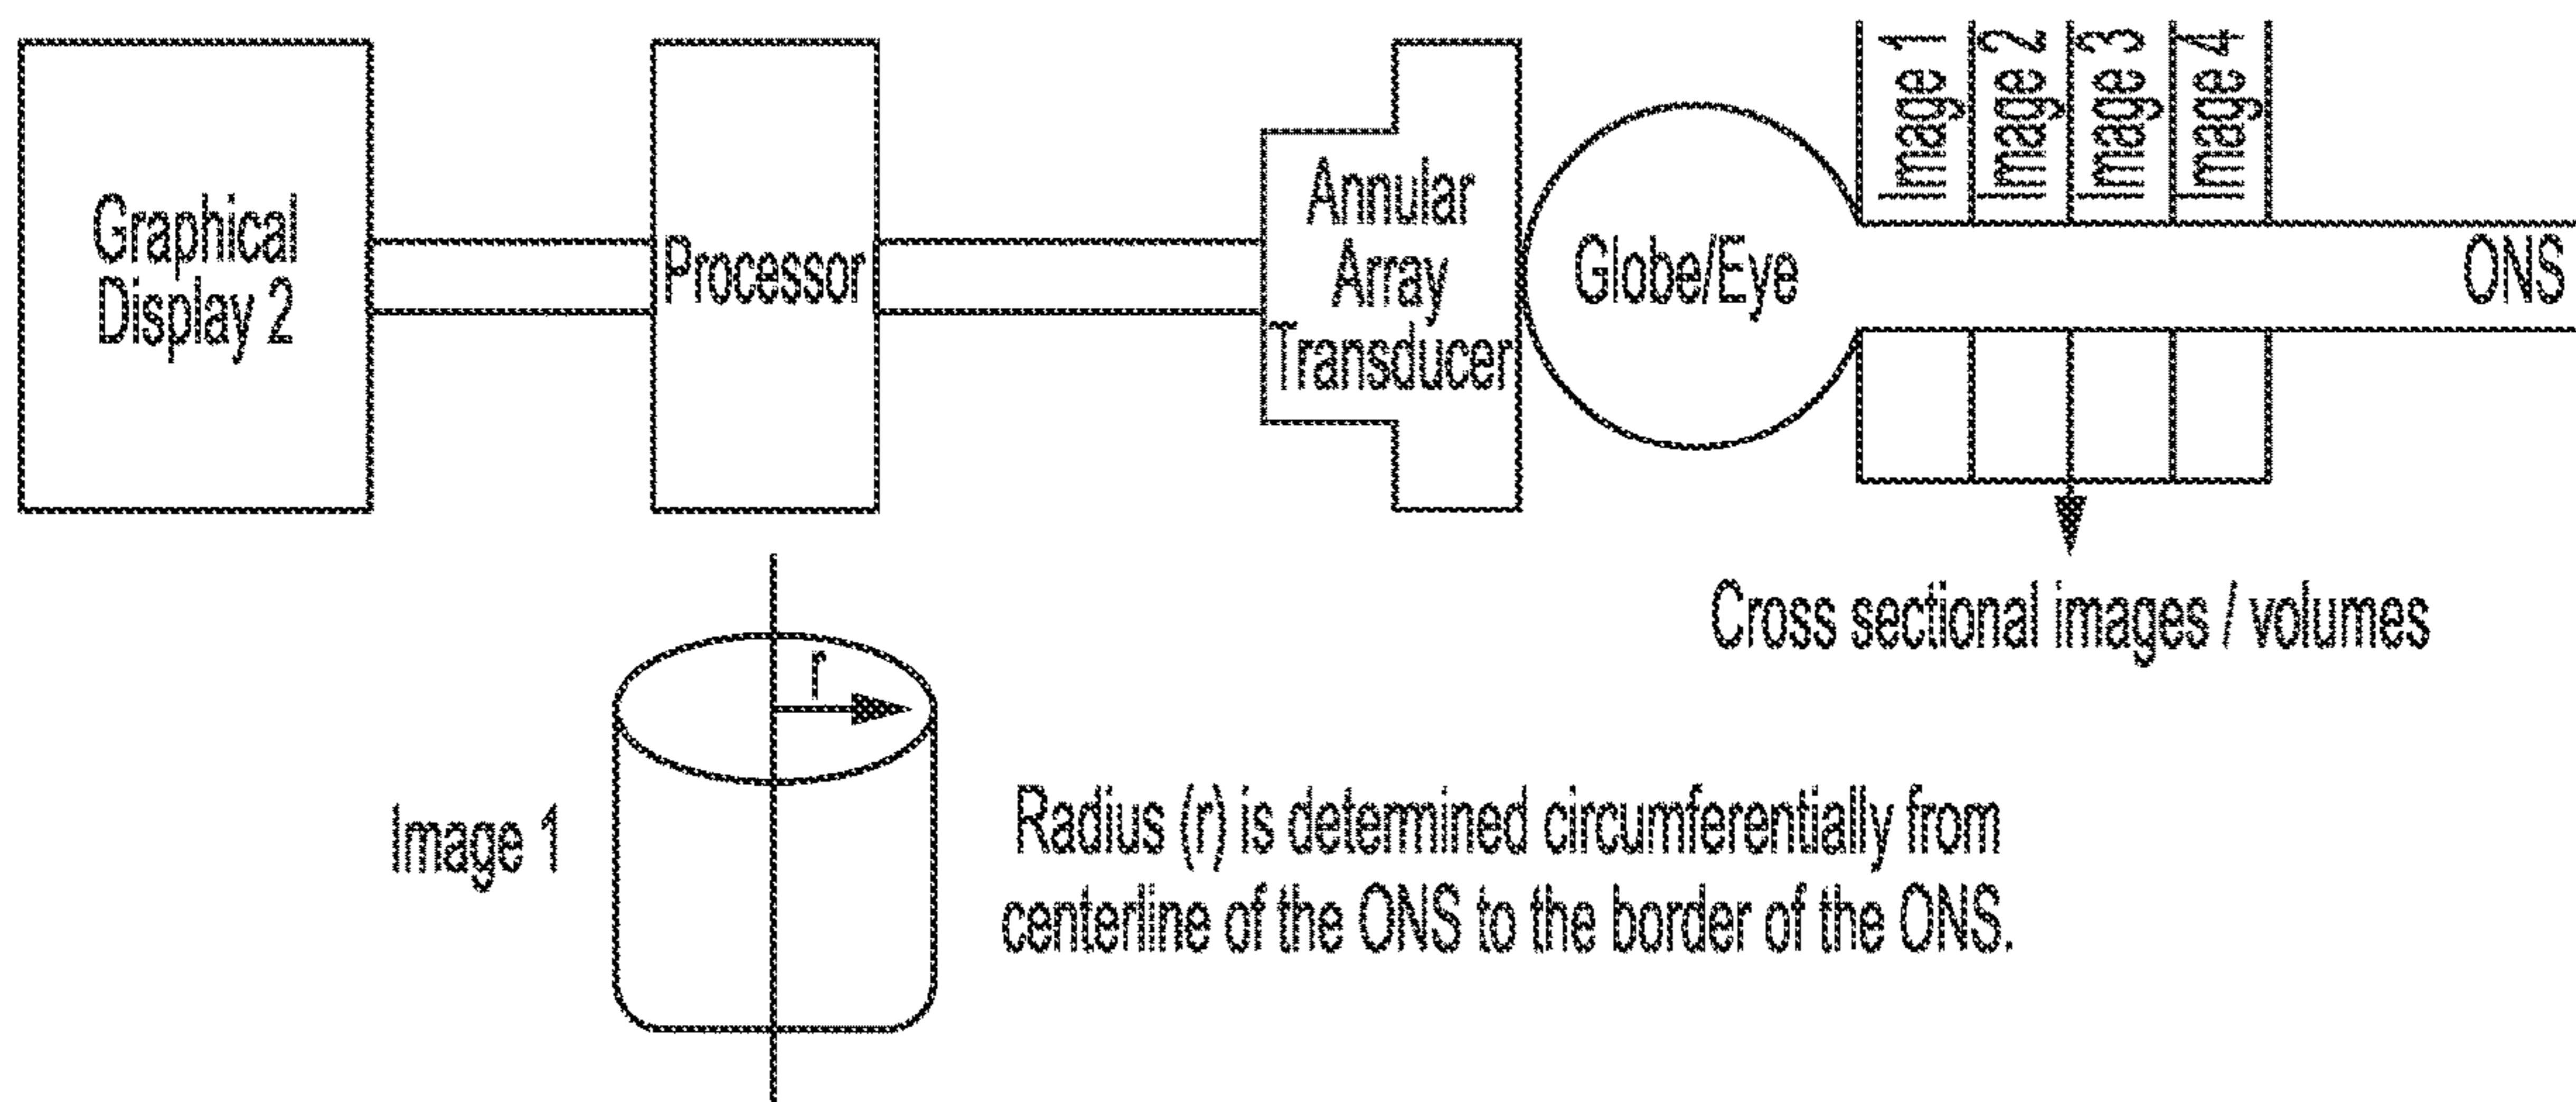 Graphical
Display 2
Processor
Annular
Array
Transducer
Globe/Eye
Image 1
Image 2
Image 3
Image 4
ONS
Cross sectional images / volumes
r
Image 1
Radius (r) is determined circumferentially from
centerline of the ONS to the border of the ONS.